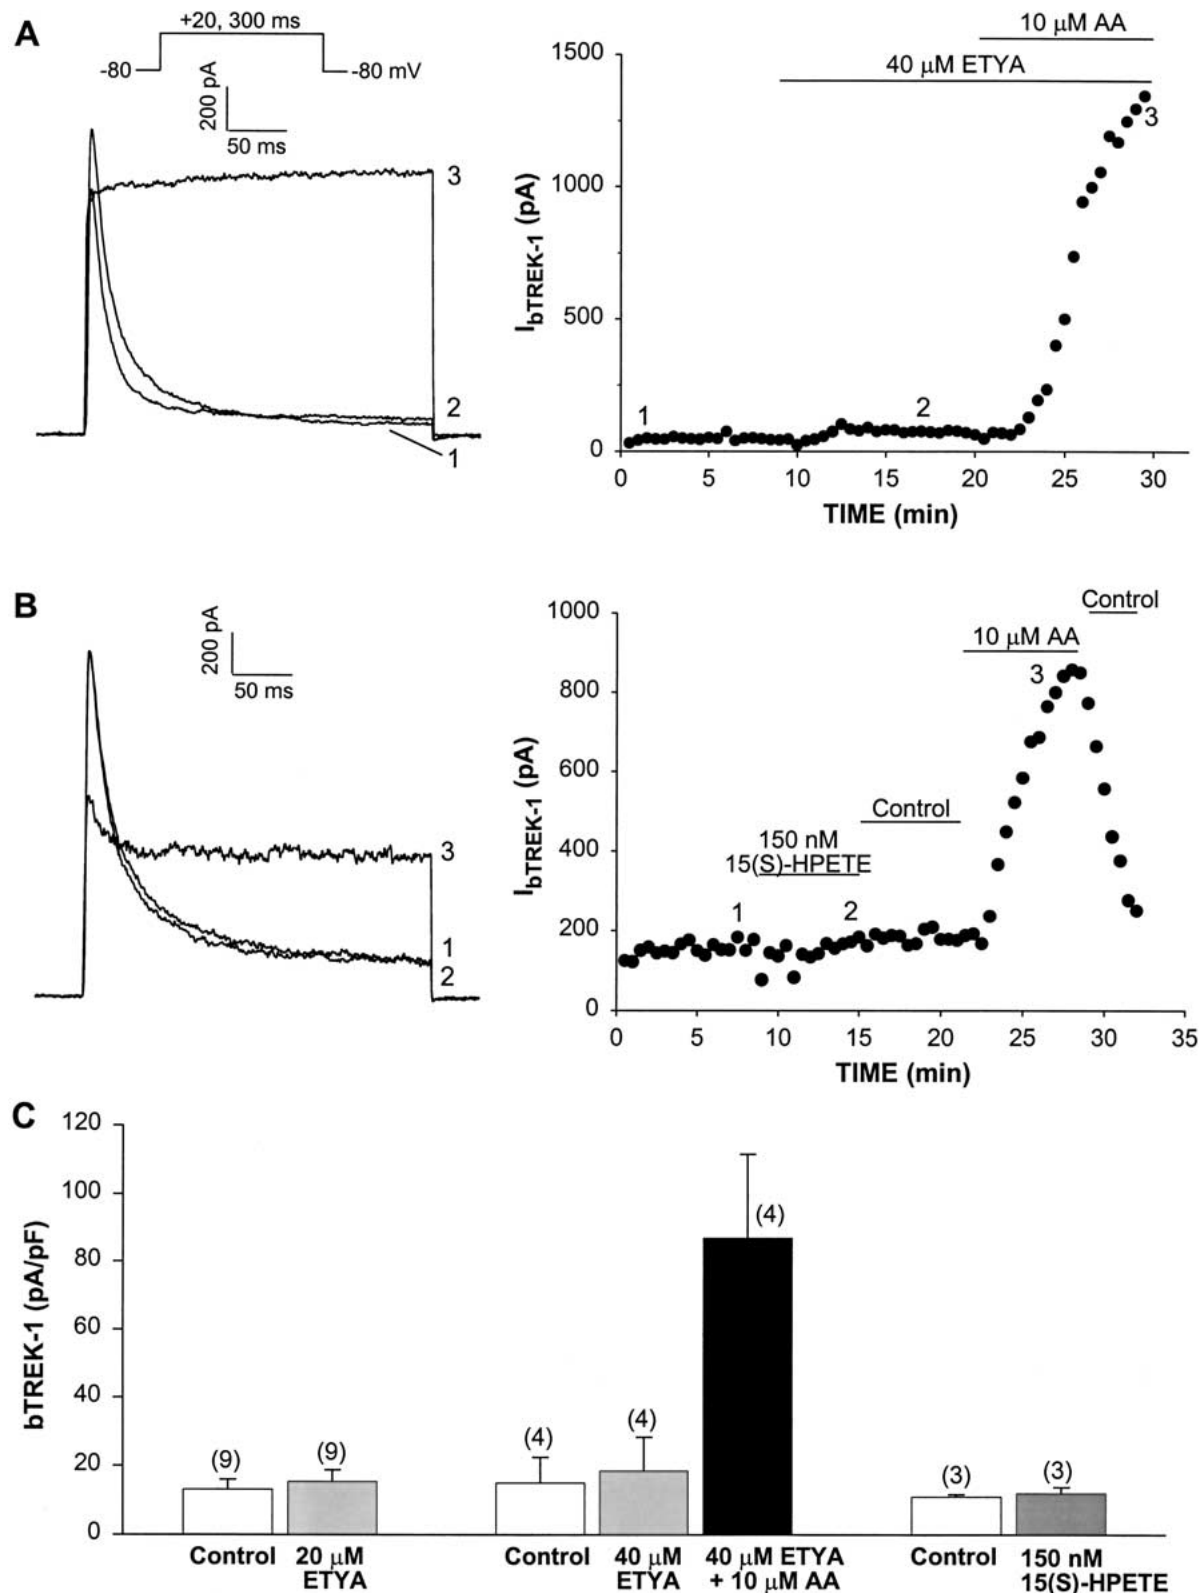 A
+20, 300 ms
-80
-80 mV
200 pA
50 ms
3
2
1
10 μM AA
40 μM ETYA
1500
1000
500
0
IbTREK-1 (pA)
1
2
3
0 5 10 15 20 25 30
TIME (min)
B
200 pA
50 ms
3
1
2
Control
10 μM AA
Control
150 nM
15(S)-HPETE
1000
800
600
400
200
0
IbTREK-1 (pA)
1
2
3
0 5 10 15 20 25 30 35
TIME (min)
C
120
100
80
60
40
20
0
bTREK-1 (pA/pF)
(9) (9) (4) (4) (4) (3) (3)
Control
20 μM
ETYA
Control
40 μM
ETYA
40 μM ETYA
+ 10 μM AA
Control
150 nM
15(S)-HPETE